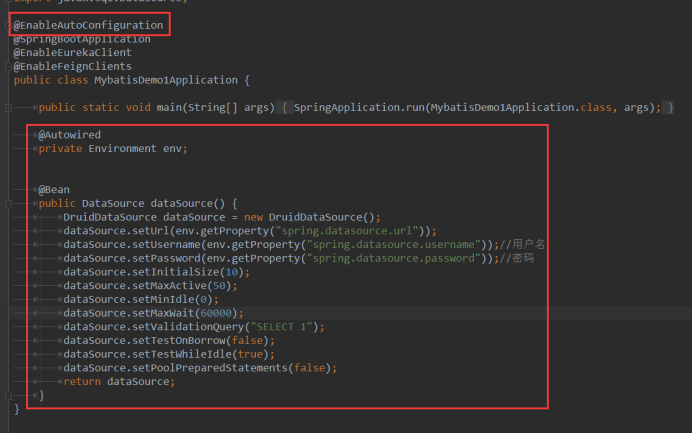 import java.sql.DataSource;
@EnableAutoConfiguration
@SpringBootApplication
@EnableEurekaClient
@EnableFeignClients
public class MybatisDemo1Application {
public static void main(String[] args) { SpringApplication.run(MybatisDemo1Application.class, args); }
@Autowired
private Environment env;
@Bean
public DataSource dataSource() {
DruidDataSource dataSource = new DruidDataSource();
dataSource.setUrl(env.getProperty("spring.datasource.url"));
dataSource.setUsername(env.getProperty("spring.datasource.username"));//用户名
dataSource.setPassword(env.getProperty("spring.datasource.password"));//密码
dataSource.setInitialSize(10);
dataSource.setMaxActive(50);
dataSource.setMinIdle(0);
dataSource.setMaxWait(60000);
dataSource.setValidationQuery("SELECT 1");
dataSource.setTestOnBorrow(false);
dataSource.setTestWhileIdle(true);
dataSource.setPoolPreparedStatements(false);
return dataSource;
}
}